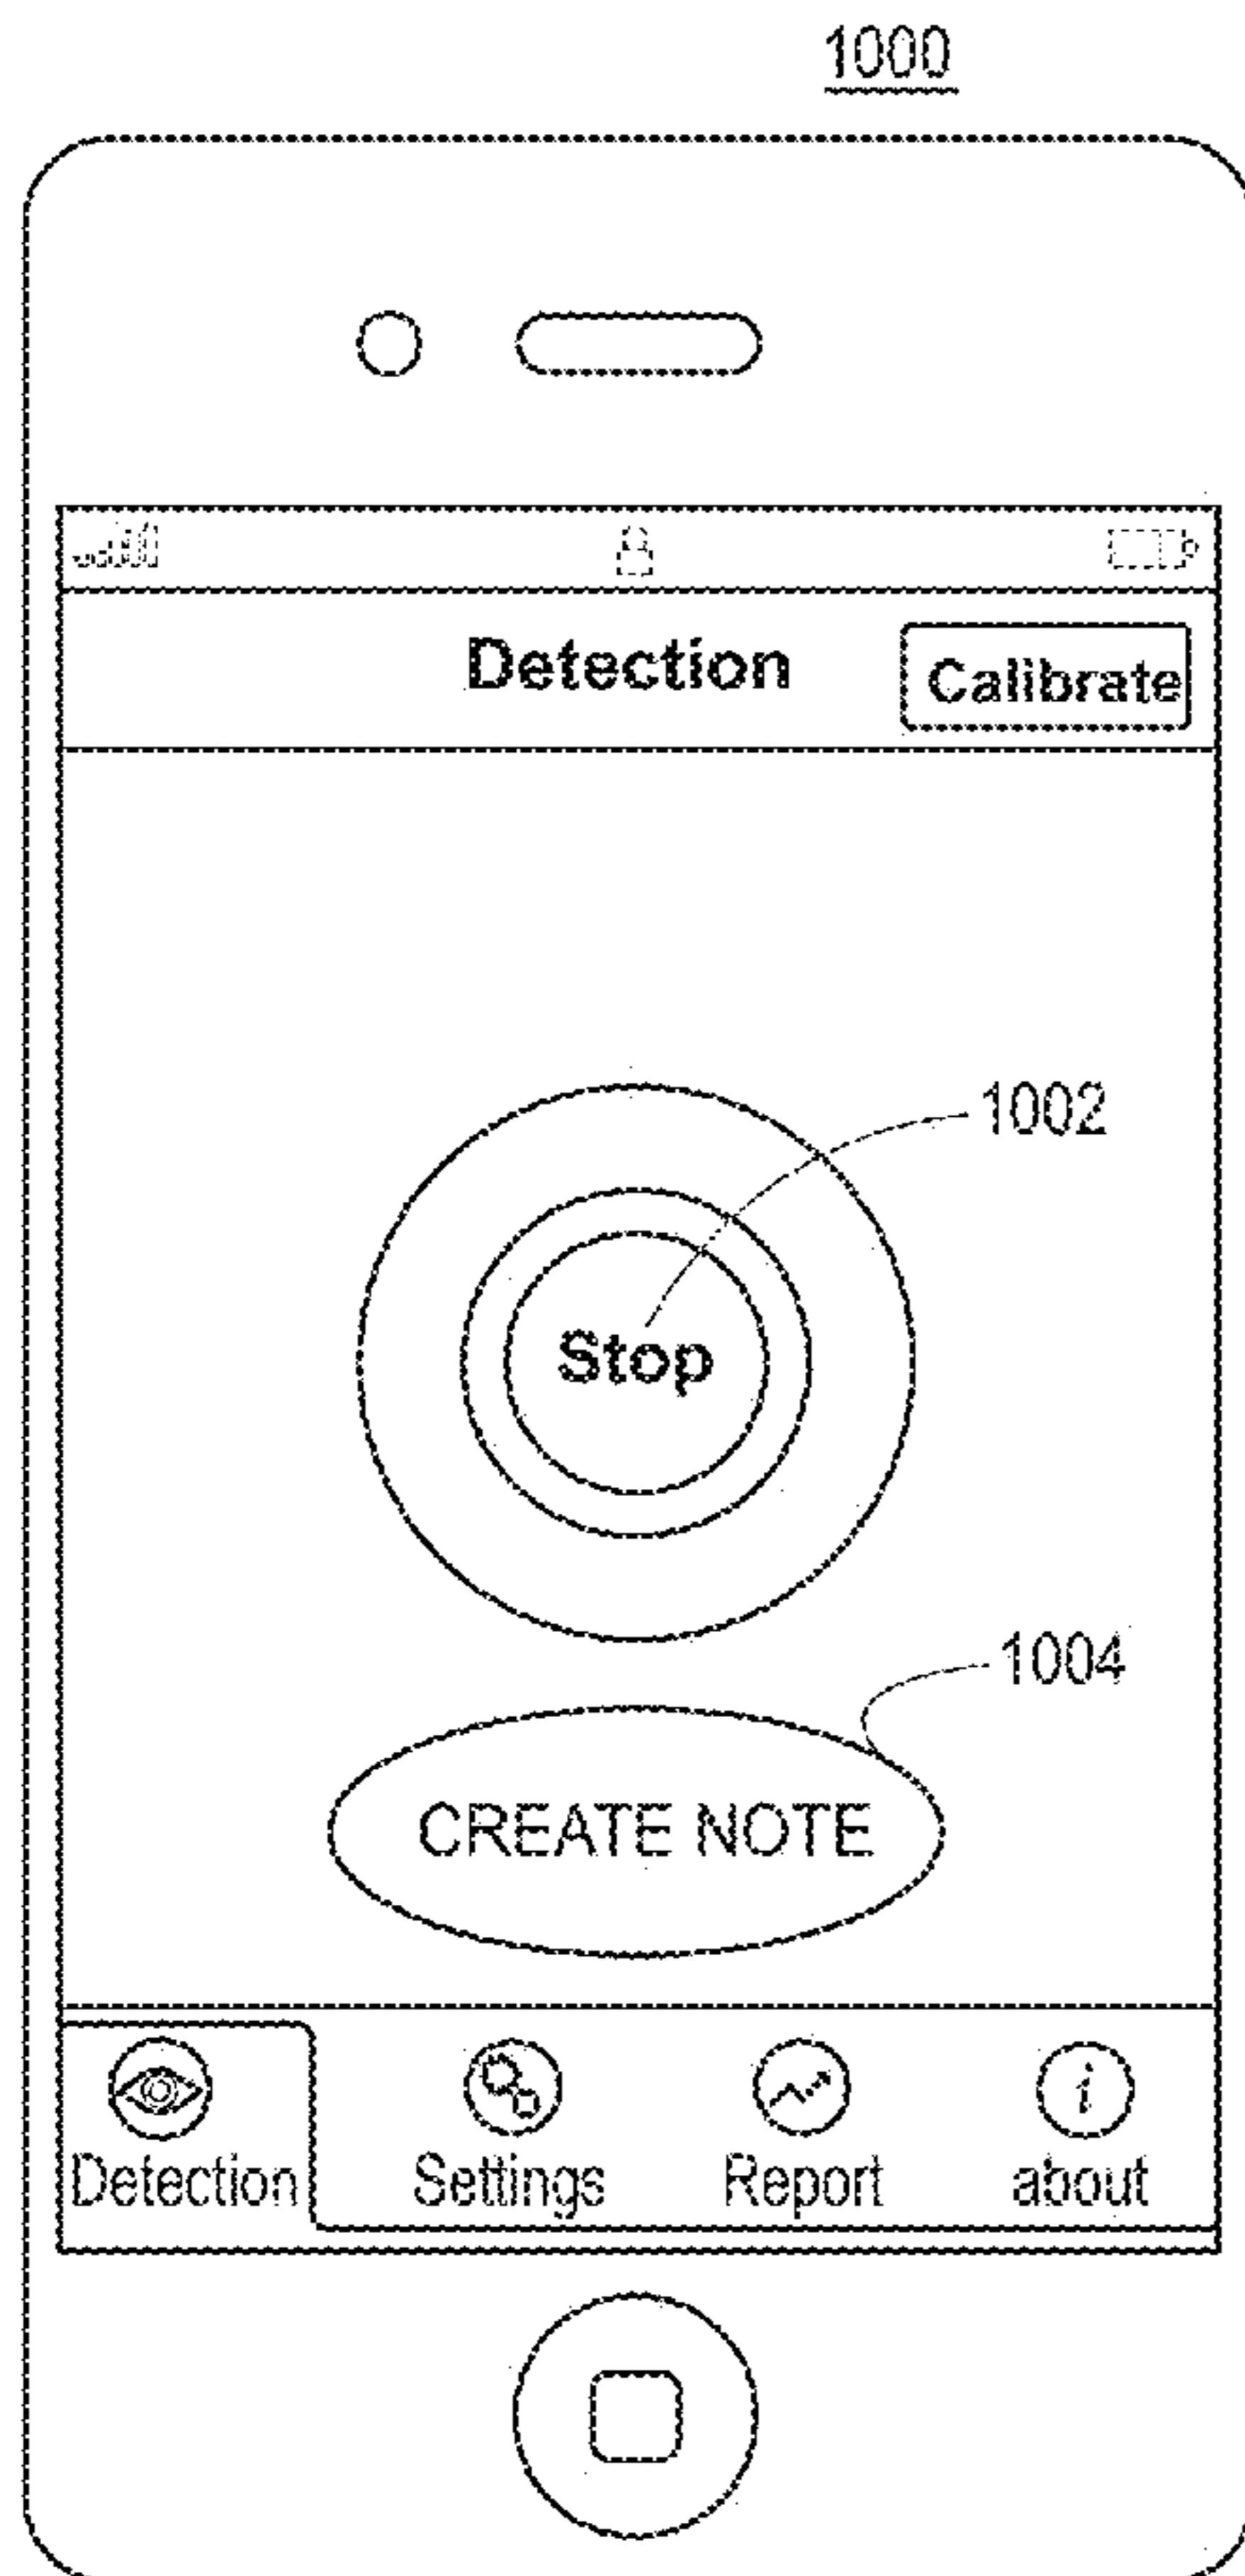 1000
Detection
Calibrate
1002
Stop
1004
CREATE NOTE
Detection Settings Report about